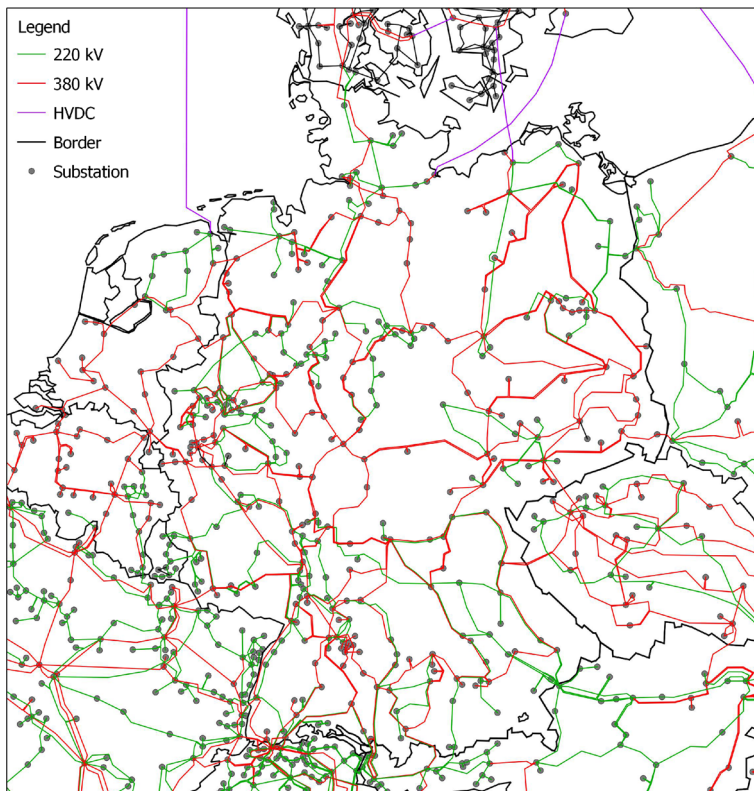 Legend
220 kV
380 kV
HVDC
Border
Substation